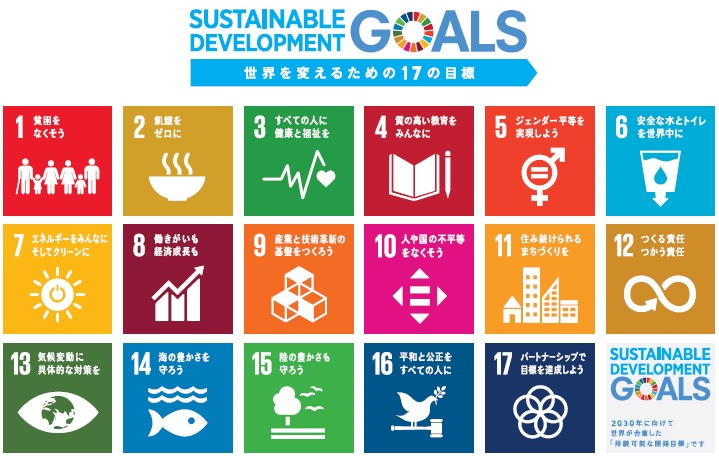 SUSTAINABLE
DEVELOPMENT
GOALS
世界を変えるための17の目標
1 貧困を
なくそう
2 飢餓を
ゼロに
3 すべての人に
健康と福祉を
4 質の高い教育を
みんなに
5 ジェンダー平等を
実現しよう
6 安全な水とトイレ
を世界中に
7 エネルギーをみんなに
そしてクリーンに
8 働きがいも
経済成長も
9 産業と技術革新の
基盤をつくろう
10 人や国の不平等
をなくそう
11 住み続けられる
まちづくりを
12 つくる責任
つかう責任
13 気候変動に
具体的な対策を
14 海の豊かさを
守ろう
15 陸の豊かさも
守ろう
16 平和と公正を
すべての人に
17 パートナーシップで
目標を達成しよう
SUSTAINABLE
DEVELOPMENT
GOALS
2030年に向けて
世界が合意した
「持続可能な開発目標」です